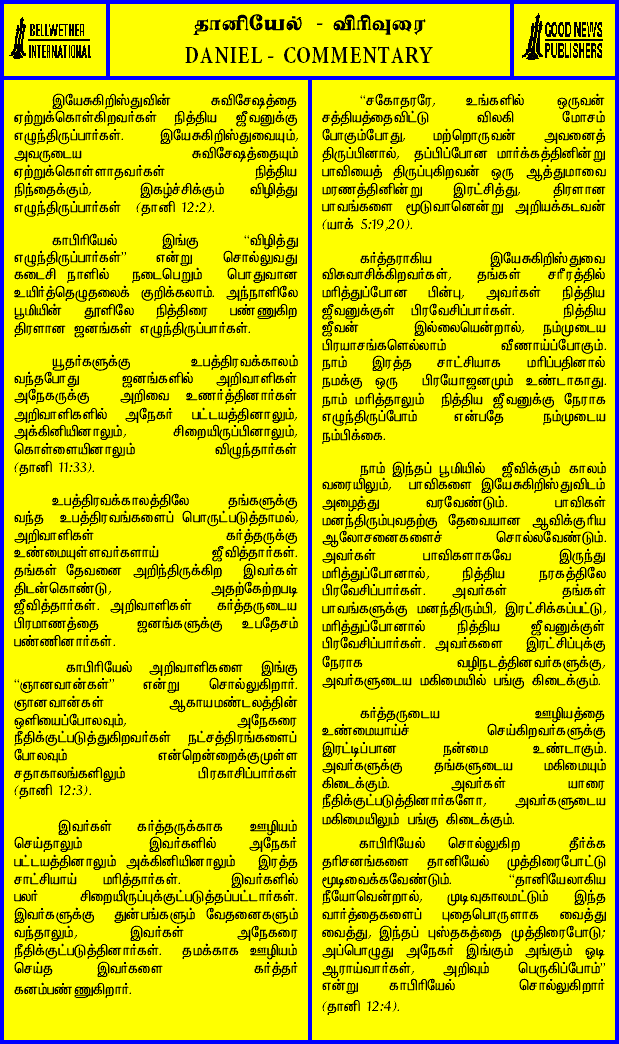 BELLWETHER
INTERNATIONAL
தானியேல் - விரிவுரை
DANIEL - COMMENTARY
GOOD NEWS
PUBLISHERS
இயேசுகிறிஸ்துவின் சுவிசேஷத்தை
ஏற்றுக்கொள்கிறவர்கள் நித்திய ஜீவனுக்கு
எழுந்திருப்பார்கள். இயேசுகிறிஸ்துவையும்,
அவருடைய சுவிசேஷத்தையும்
ஏற்றுக்கொள்ளாதவர்கள் நித்திய
நிந்தைக்கும், இகழ்ச்சிக்கும் விழித்து
எழுந்திருப்பார்கள் (தானி 12:2).
காபிரியேல் இங்கு “விழித்து
எழுந்திருப்பார்கள்” என்று சொல்லுவது
கடைசி நாளில் நடைபெறும் பொதுவான
உயிர்த்தெழுதலைக் குறிக்கலாம். அந்நாளிலே
பூமியின் தூளிலே நித்திரை பண்ணுகிற
திரளான ஜனங்கள் எழுந்திருப்பார்கள்.
யூதர்களுக்கு உபத்திரவக்காலம்
வந்தபோது ஜனங்களில் அறிவாளிகள்
அநேகருக்கு அறிவை உணர்த்தினார்கள்
அறிவாளிகளில் அநேகர் பட்டயத்தினாலும்,
அக்கினியினாலும், சிறையிருப்பினாலும்,
கொள்ளையினாலும் விழுந்தார்கள்
(தானி 11:33).
உபத்திரவக்காலத்திலே தங்களுக்கு
வந்த உபத்திரவங்களைப் பொருட்படுத்தாமல்,
அறிவாளிகள் கர்த்தருக்கு
உண்மையுள்ளவர்களாய் ஜீவித்தார்கள்.
தங்கள் தேவனை அறிந்திருக்கிற இவர்கள்
திடன்கொண்டு, அதற்கேற்றபடி
ஜீவித்தார்கள். அறிவாளிகள் கர்த்தருடைய
பிரமாணத்தை ஜனங்களுக்கு உபதேசம்
பண்ணினார்கள்.
காபிரியேல் அறிவாளிகளை இங்கு
“ஞானவான்கள்” என்று சொல்லுகிறார்.
ஞானவான்கள் ஆகாயமண்டலத்தின்
ஒளியைப்போலவும், அநேகரை
நீதிக்குட்படுத்துகிறவர்கள் நட்சத்திரங்களைப்
போலவும் என்றென்றைக்குமுள்ள
சதாகாலங்களிலும் பிரகாசிப்பார்கள்
(தானி 12:3).
இவர்கள் கர்த்தருக்காக ஊழியம்
செய்தாலும் இவர்களில் அநேகர்
பட்டயத்தினாலும் அக்கினியினாலும் இரத்த
சாட்சியாய் மரித்தார்கள். இவர்களில்
பலர் சிறையிருப்புக்குட்படுத்தப்பட்டார்கள்.
இவர்களுக்கு துன்பங்களும் வேதனைகளும்
வந்தாலும், இவர்கள் அநேகரை
நீதிக்குட்படுத்தினார்கள். தமக்காக ஊழியம்
செய்த இவர்களை கர்த்தர்
கனம்பண்ணுகிறார்.
“சகோதரரே, உங்களில் ஒருவன்
சத்தியத்தைவிட்டு விலகி மோசம்
போகும்போது, மற்றொருவன் அவனைத்
திருப்பினால், தப்பிப்போன மார்க்கத்தினின்று
பாவியைத் திருப்புகிறவன் ஒரு ஆத்துமாவை
மரணத்தினின்று இரட்சித்து, திரளான
பாவங்களை மூடுவானென்று அறியக்கடவன்
(யாக் 5:19,20).
கர்த்தராகிய இயேசுகிறிஸ்துவை
விசுவாசிக்கிறவர்கள், தங்கள் சரீரத்தில்
மரித்துப்போன பின்பு, அவர்கள் நித்திய
ஜீவனுக்குள் பிரவேசிப்பார்கள். நித்திய
ஜீவன் இல்லையென்றால், நம்முடைய
பிரயாசங்களெல்லாம் வீணாய்ப்போகும்.
நாம் இரத்த சாட்சியாக மரிப்பதினால்
நமக்கு ஒரு பிரயோஜனமும் உண்டாகாது.
நாம் மரித்தாலும் நித்திய ஜீவனுக்கு நேராக
எழுந்திருப்போம் என்பதே நம்முடைய
நம்பிக்கை.
நாம் இந்தப் பூமியில் ஜீவிக்கும் காலம்
வரையிலும், பாவிகளை இயேசுகிறிஸ்துவிடம்
அழைத்து வரவேண்டும். பாவிகள்
மனந்திரும்புவதற்கு தேவையான ஆவிக்குரிய
ஆலோசனைகளைச் சொல்லவேண்டும்.
அவர்கள் பாவிகளாகவே இருந்து
மரித்துப்போனால், நித்திய நரகத்திலே
பிரவேசிப்பார்கள். அவர்கள் தங்கள்
பாவங்களுக்கு மனந்திரும்பி, இரட்சிக்கப்பட்டு,
மரித்துப்போனால் நித்திய ஜீவனுக்குள்
பிரவேசிப்பார்கள். அவர்களை இரட்சிப்புக்கு
நேராக வழிநடத்தினவர்களுக்கு,
அவர்களுடைய மகிமையில் பங்கு கிடைக்கும்.
கர்த்தருடைய ஊழியத்தை
உண்மையாய்ச் செய்கிறவர்களுக்கு
இரட்டிப்பான நன்மை உண்டாகும்.
அவர்களுக்கு தங்களுடைய மகிமையும்
கிடைக்கும். அவர்கள் யாரை
நீதிக்குட்படுத்தினார்களோ, அவர்களுடைய
மகிமையிலும் பங்கு கிடைக்கும்.
காபிரியேல் சொல்லுகிற தீர்க்க
தரிசனங்களை தானியேல் முத்திரைபோட்டு
மூடிவைக்கவேண்டும். “தானியேலாகிய
நீயோவென்றால், முடிவுகாலமட்டும் இந்த
வார்த்தைகளைப் புதைபொருளாக வைத்து
வைத்து, இந்தப் புஸ்தகத்தை முத்திரைபோடு;
அப்பொழுது அநேகர் இங்கும் அங்கும் ஓடி
ஆராய்வார்கள், அறிவும் பெருகிப்போம்”
என்று காபிரியேல் சொல்லுகிறார்
(தானி 12:4).